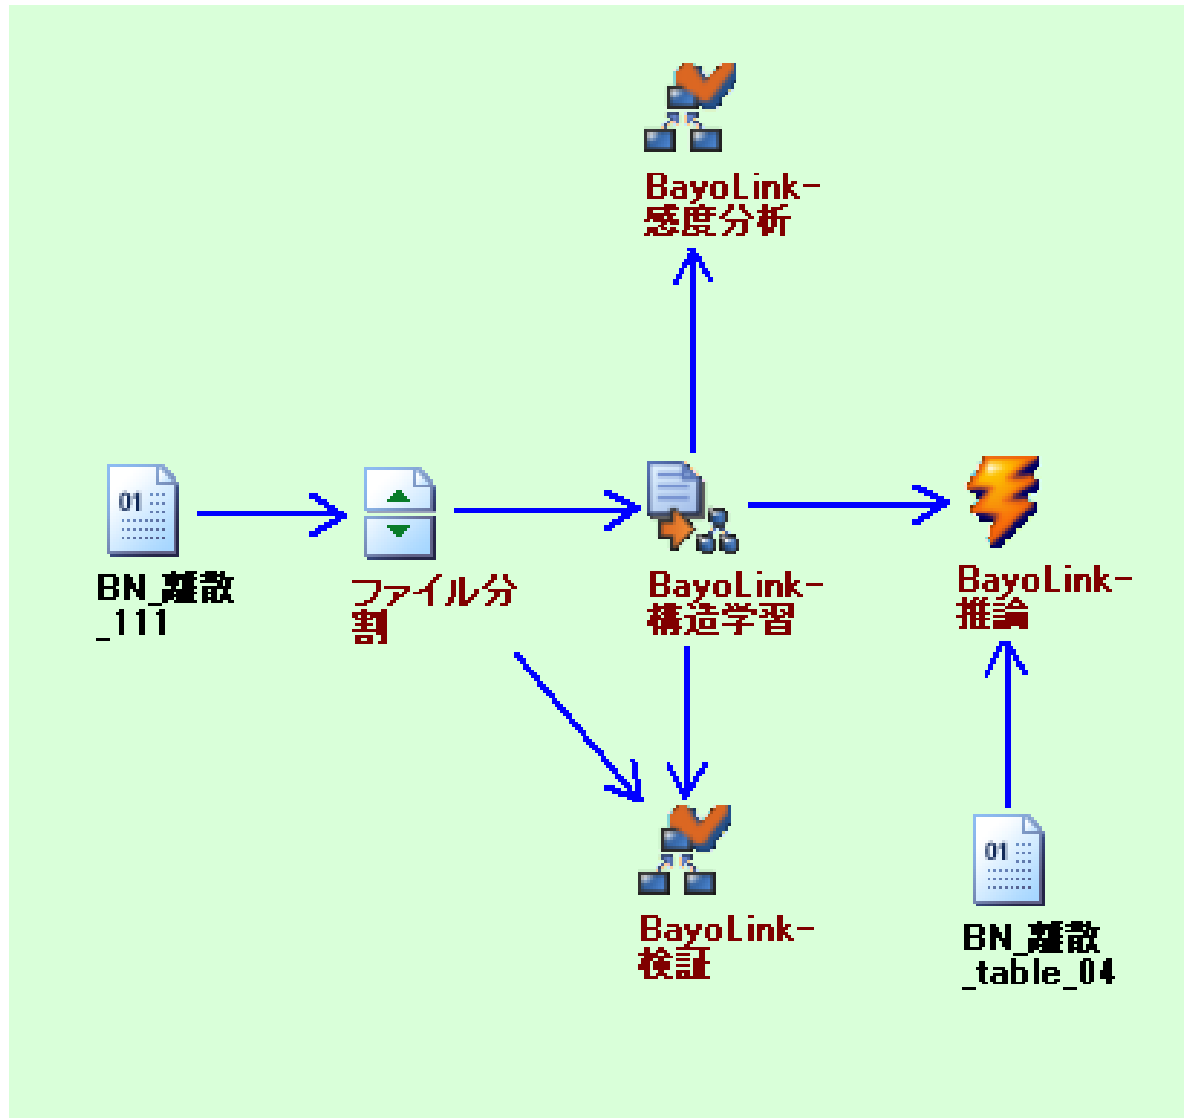 BayoLink-
感度分析
01
BN_離散
_111
ファイル分
割
BayoLink-
構造学習
BayoLink-
推論
BayoLink-
検証
01
BN_離散
_table_04